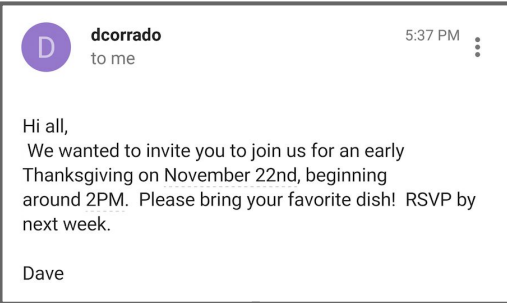 D
dcorrado
5:37 PM
to me
Hi all,
We wanted to invite you to join us for an early
Thanksgiving on November 22nd, beginning
around 2PM.  Please bring your favorite dish!  RSVP by
next week.
Dave